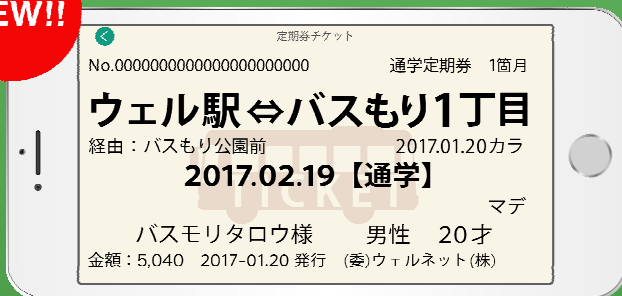 EW!!
定期券チケット
No.0000000000000000000000 通学定期券 1箇月
ウェル駅⇔バスもり1丁目
経由：バスもり公園前 2017.01.20カラ
2017.02.19【通学】
TICKET
マデ
バスモリタロウ様 男性 20才
金額：5,040 2017-01.20 発行 (委)ウェルネット(株)